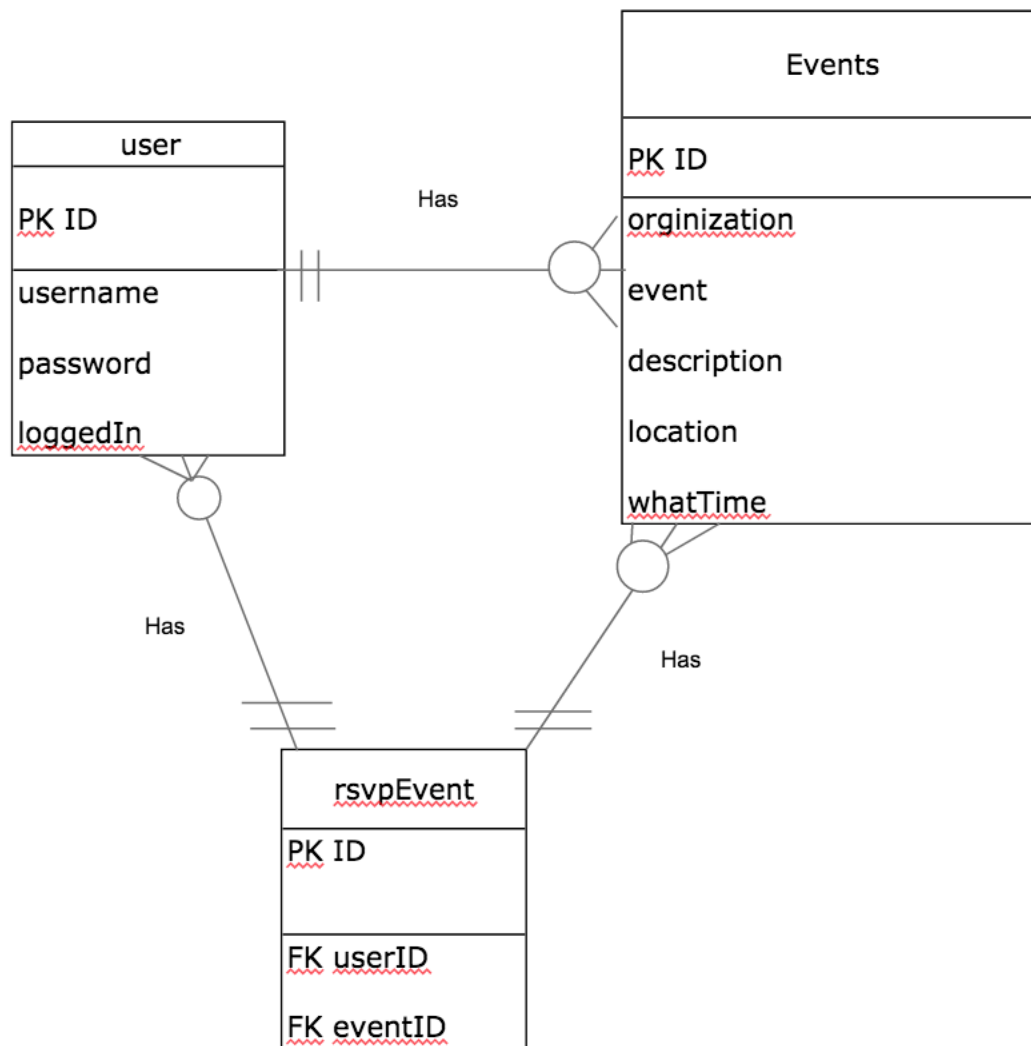 user
PK ID
username
password
loggedIn
Has
Events
PK ID
orginization
event
description
location
whatTime
Has
Has
rsvpEvent
PK ID
FK userID
FK eventID